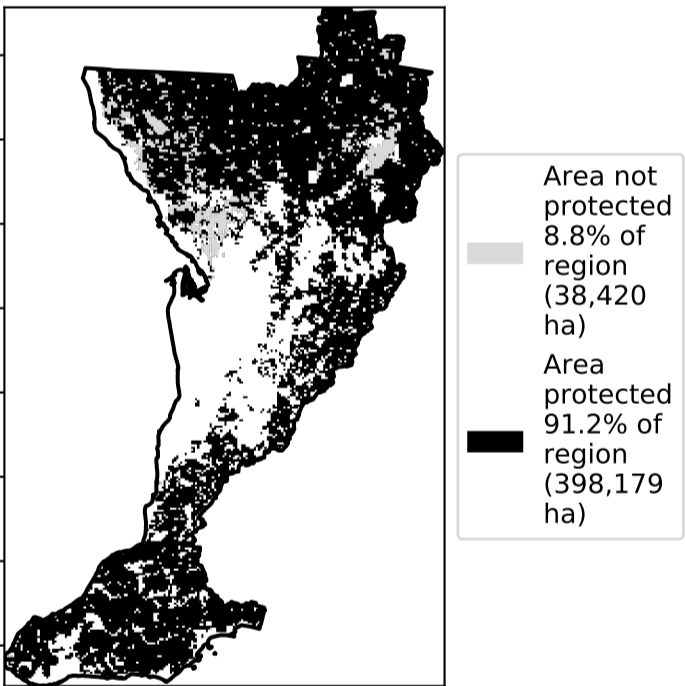 Area not
protected
8.8% of
region
(38,420
ha)
Area
protected
91.2% of
region
(398,179
ha)